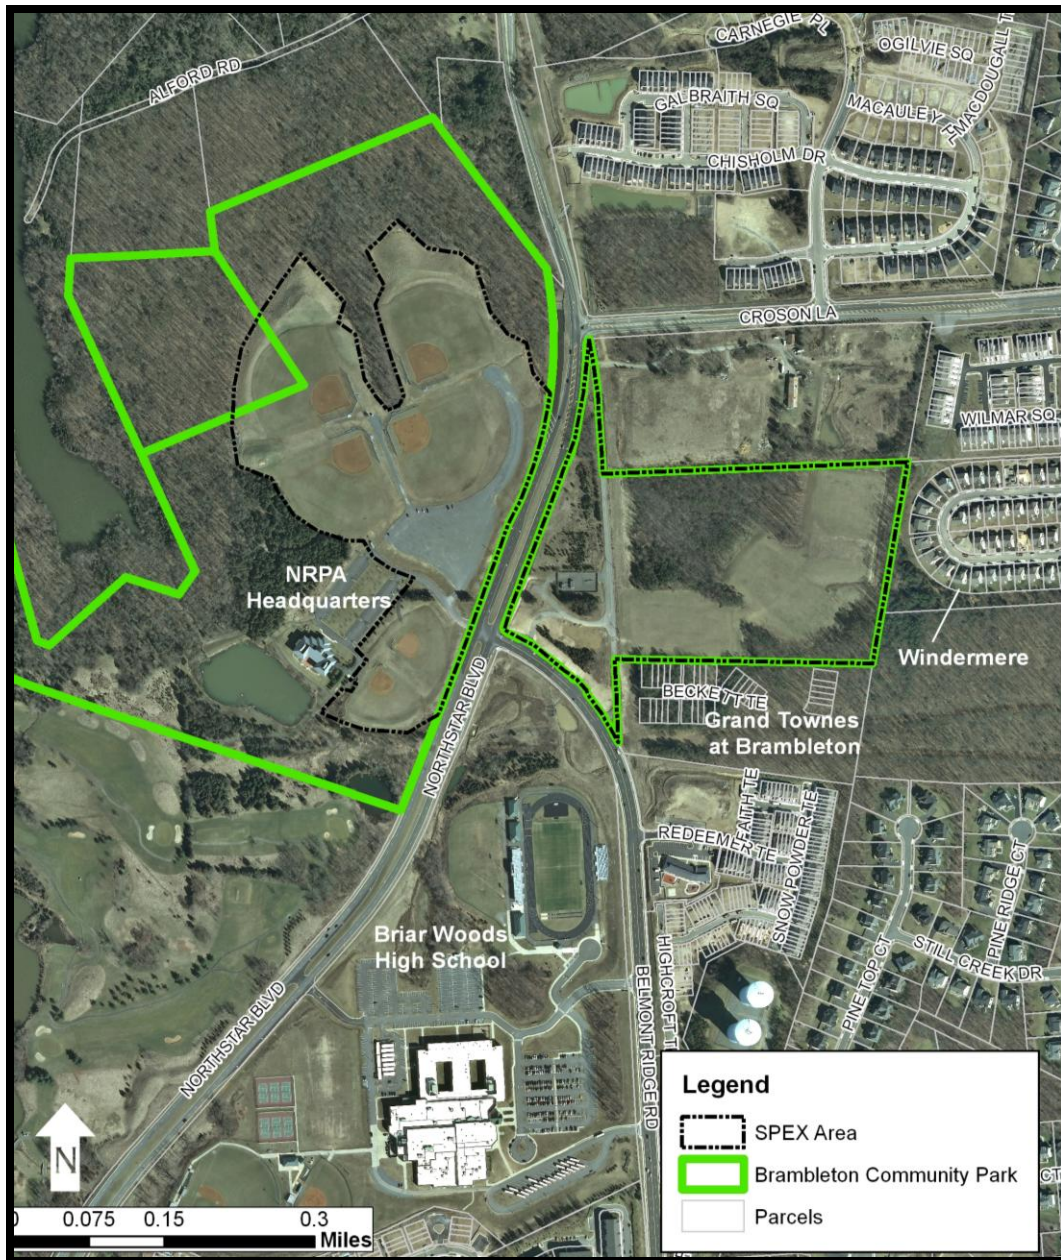 CARNEGIE PL
OGILVIE SQ
MACDOUGALL T
ALFORD RD
GALBRAITH SQ
MACAULEY
CHISHOLM DR
CROSON LA
WILMAR SQ
NRPA
Headquarters
Windermere
BECKETT TE
Grand Townes
at Brambleton
NORTHSTAR BLVD
FAITH TE
REDEEMER TE
SNOW POWDER TE
PINE RIDGE CT
Briar Woods
High School
STILL CREEK DR
HIGHCROFT T
PINE TOP CT
BELMONT RIDGE RD
NORTHSTAR BLVD
Legend
SPEX Area
Brambleton Community Park
Parcels
CT
N
0 0.075 0.15 0.3
Miles